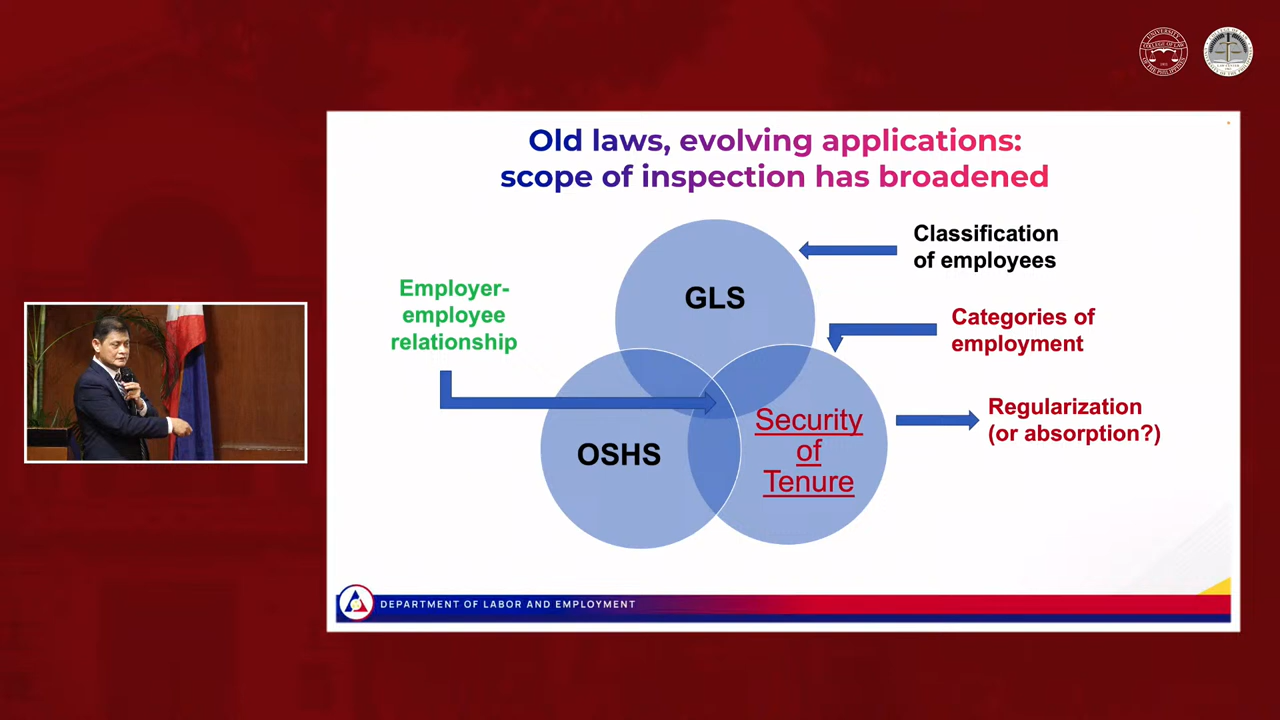 Old laws, evolving applications:
scope of inspection has broadened
Classification
of employees
Employer-
employee
relationship
GLS
Categories of
employment
Regularization
(or absorption?)
Security
of
Tenure
OSHS
DEPARTMENT OF LABOR AND EMPLOYMENT